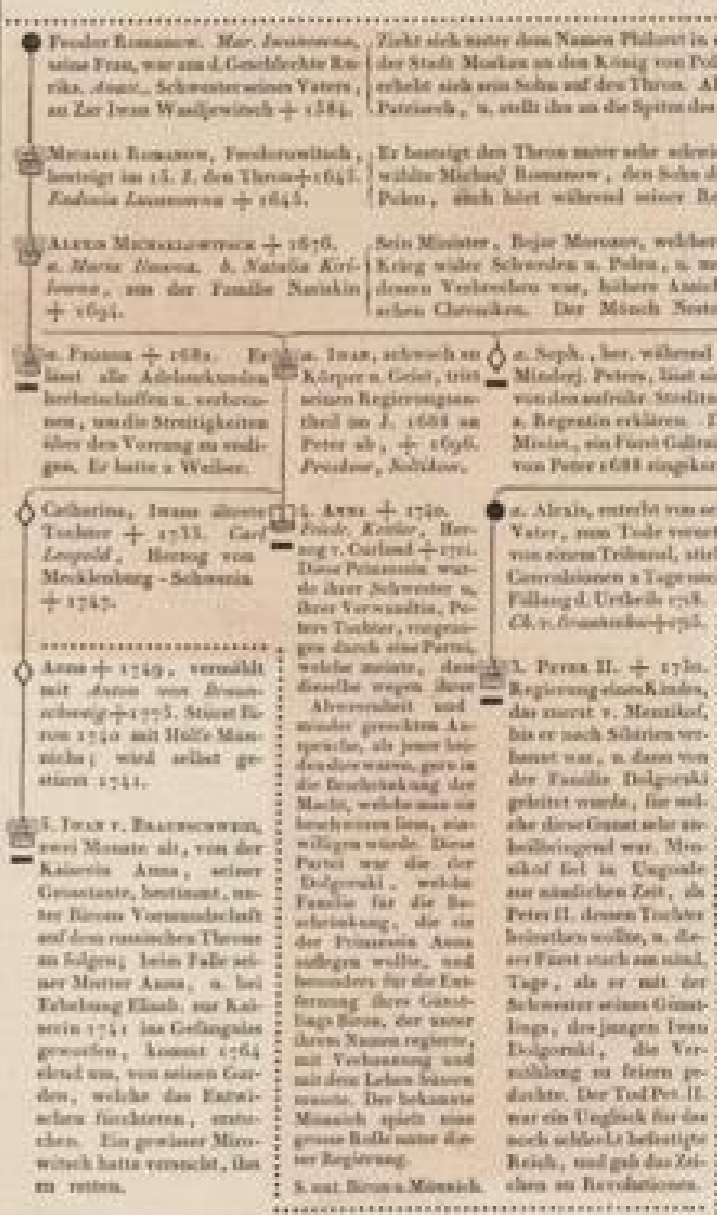 Feodor Romanow. Mar. Iwanowna,
seine Frau, war aus d. Geschlechte Ru-
riks. Schwester seines Vaters,
an Zar Iwan Wasiljewitsch + 1584.
Zieht sich unter dem Namen Philaret in
der Stadt Moskau an den König von Pol
erhebt sich sein Sohn auf den Thron. Al
Patriarch, u. stellt ihn an die Spitze des
Michael Romanow, Feodorowitsch,
besteigt im 15. J. den Thron + 1645.
Eudoxia + 1645.
Er besteigt den Thron unter sehr schwie
wählte Michael Romanow, den Sohn d
Polen, auch hört während seiner Re
Alexis Michaelowitsch + 1676.
a. Maria b. Natalia Kiri-
lowna, aus der Familie Nariskin
+ 1694.
Sein Minister, Bojar Morosow, welcher
Krieg wider Schweden u. Polen, u. 
dessen Verbrechen war, höhere Ansich
schen Chroniken. Der Mönch Nesto
a. Feodor + 1682. Er
lässt alle Adelsurkunden
herbeischaffen u. verbren-
nen, um die Streitigkeiten
über den Vorrang zu endi-
gen. Er hatte 2 Weiber.
a. Iwan, schwach an
Körper u. Geist, tritt
seinen Regierungsan-
theil im J. 1688 an
Peter ab, + 1696.
Praskow. Soltikow.
a. Soph., her. während
Minderj. Peters, lässt si
von den aufrühr. Strelitz
z. Regentin erklären.
Minist., ein Fürst Galitzi
von Peter 1688 eingeker
Catharina, Iwans älteste
Tochter + 1733. Carl
Leopold, Herzog von
Mecklenburg-Schwerin
+ 1747.
4. Anna + 1740.
Friedr. Kettler, Her-
zog v. Curland + 1711.
Diese Prinzessin wur-
de ihrer Schwester u.
ihrer Verwandtin, Pe-
ters Tochter, vorgezo-
gen durch eine Partei,
welche meinte, dass
dieselbe wegen ihrer
Abwesenheit und
minder gerechten An-
sprüche, als jener bei-
den die waren, gern in
die Beschränkung der
Macht, welche man sie
beschwören liess, ein-
willigen würde. Diese
Partei war die der
Dolgoruki, welche
Familie für die Be-
schränkung, die sie
der Prinzessin Anna
auflegen wollte, und
besonders für die Ent-
fernung ihres Günst-
lings Biron, der unter
ihrem Namen regierte,
mit Verbannung und
mit dem Leben büssen
musste. Der bekannte
Münnich spielt eine
grosse Rolle unter die-
ser Regierung.
S. unt. Biron u. Münnich.
a. Alexis, enterbt von se
Vater, zum Tode verurt
von einem Tribunal, stirb
Convulsionen 2 Tage nac
Fällung d. Urtheils 1718.
Anna + 1749, vermählt
mit Anton von Braun-
schweig + 1775. Stürzt Bi-
ron 1740 mit Hülfe Mün-
nichs; wird selbst ge-
stürzt 1741.
5. Iwan v. Braunschweig,
zwei Monate alt, von der
Kaiserin Anna, seiner
Grosstante, bestimmt, un-
ter Birons Vormundschaft
auf dem russischen Throne
zu folgen; beim Falle sei-
ner Mutter Anna, u. bei
Erhebung Elisab. zur Kai-
serin 1741 ins Gefängniss
geworfen, kommt 1764
elend um, von seinen Gar-
den, welche das Entwi-
schen fürchteten, ersto-
chen. Ein gewisser Miro-
witsch hatte versucht, ihn
zu retten.
3. Peter II. + 1730.
Regierung eines Kindes,
das zuerst v. Menzikof,
bis er nach Sibirien ver-
bannt war, u. dann von
der Familie Dolgoruki
geleitet wurde, für wel-
che diese Gunst sehr un-
heilbringend war. Men-
zikof fiel in Ungnade
zur nämlichen Zeit, als
Peter II. dessen Tochter
heirathen wollte, u. die-
ser Fürst starb am näml.
Tage, als er mit der
Schwester seines Günst-
lings, des jungen Iwan
Dolgoruki, die Ver-
mählung zu feiern ge-
dachte. Der Tod Pet. II.
war ein Unglück für das
noch schlecht befestigte
Reich, und gab das Zei-
chen zu Revolutionen.